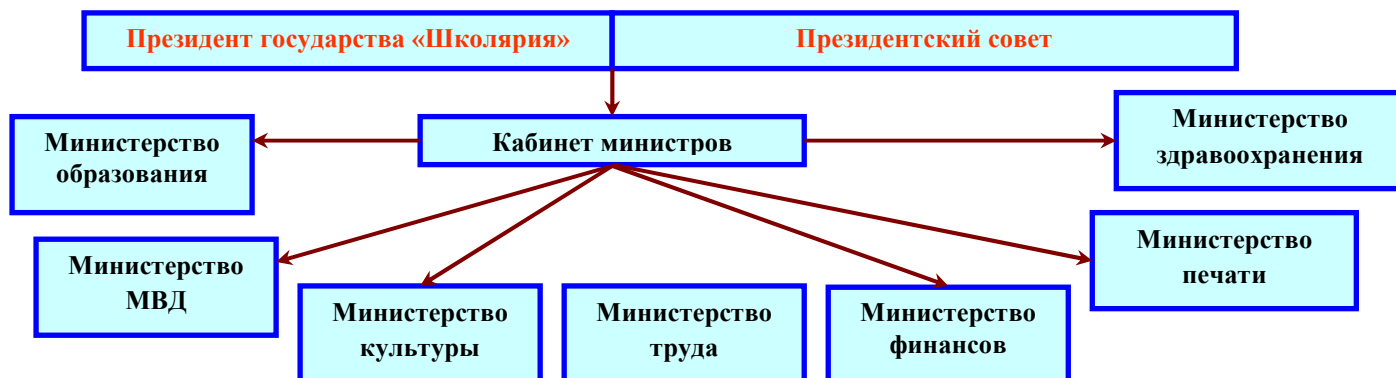 Президент государства «Школярия»
Президентский совет
Министерство
образования
Кабинет министров
Министерство
здравоохранения
Министерство
МВД
Министерство
культуры
Министерство
труда
Министерство
финансов
Министерство
печати